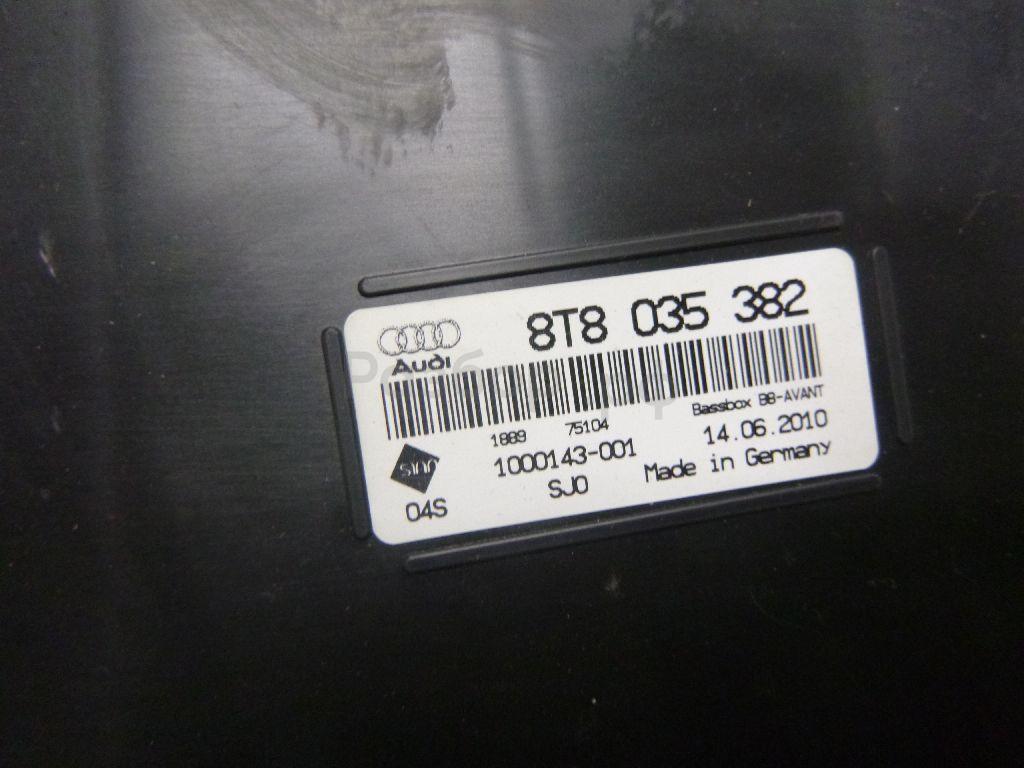 8T8 035 382
Audi
Bassbox B8-AVANT
1889 75104
14.06.2010
1000143-001
Made in Germany
SJ0
04S